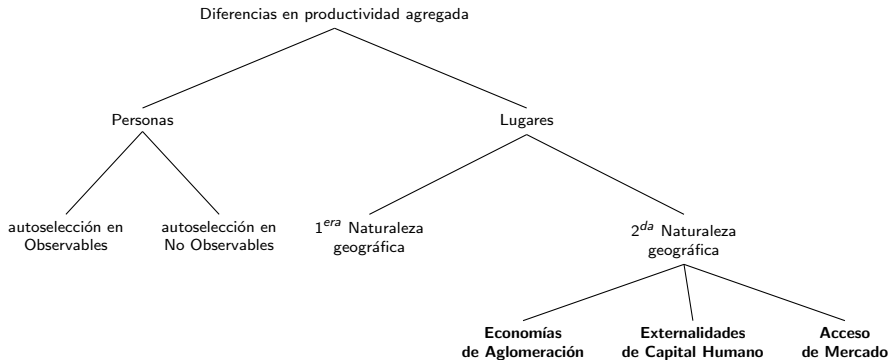 Diferencias en productividad agregada
Personas
Lugares
autoselección en
Observables
autoselección en
No Observables
1era Naturaleza
geográfica
2da Naturaleza
geográfica
Economías
de Aglomeración
Externalidades
de Capital Humano
Acceso
de Mercado